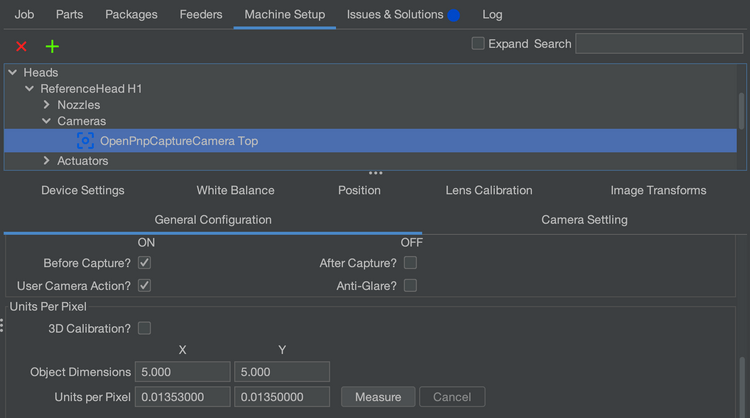 Job Parts Packages Feeders Machine Setup Issues & Solutions Log
Expand Search
Heads
ReferenceHead H1
Nozzles
Cameras
OpenPnpCaptureCamera Top
Actuators
Device Settings White Balance Position Lens Calibration Image Transforms
General Configuration Camera Settling
ON OFF
Before Capture? After Capture?
User Camera Action? Anti-Glare?
Units Per Pixel
3D Calibration?
X Y
Object Dimensions 5.000 5.000
Units per Pixel 0.01353000 0.01350000 Measure Cancel